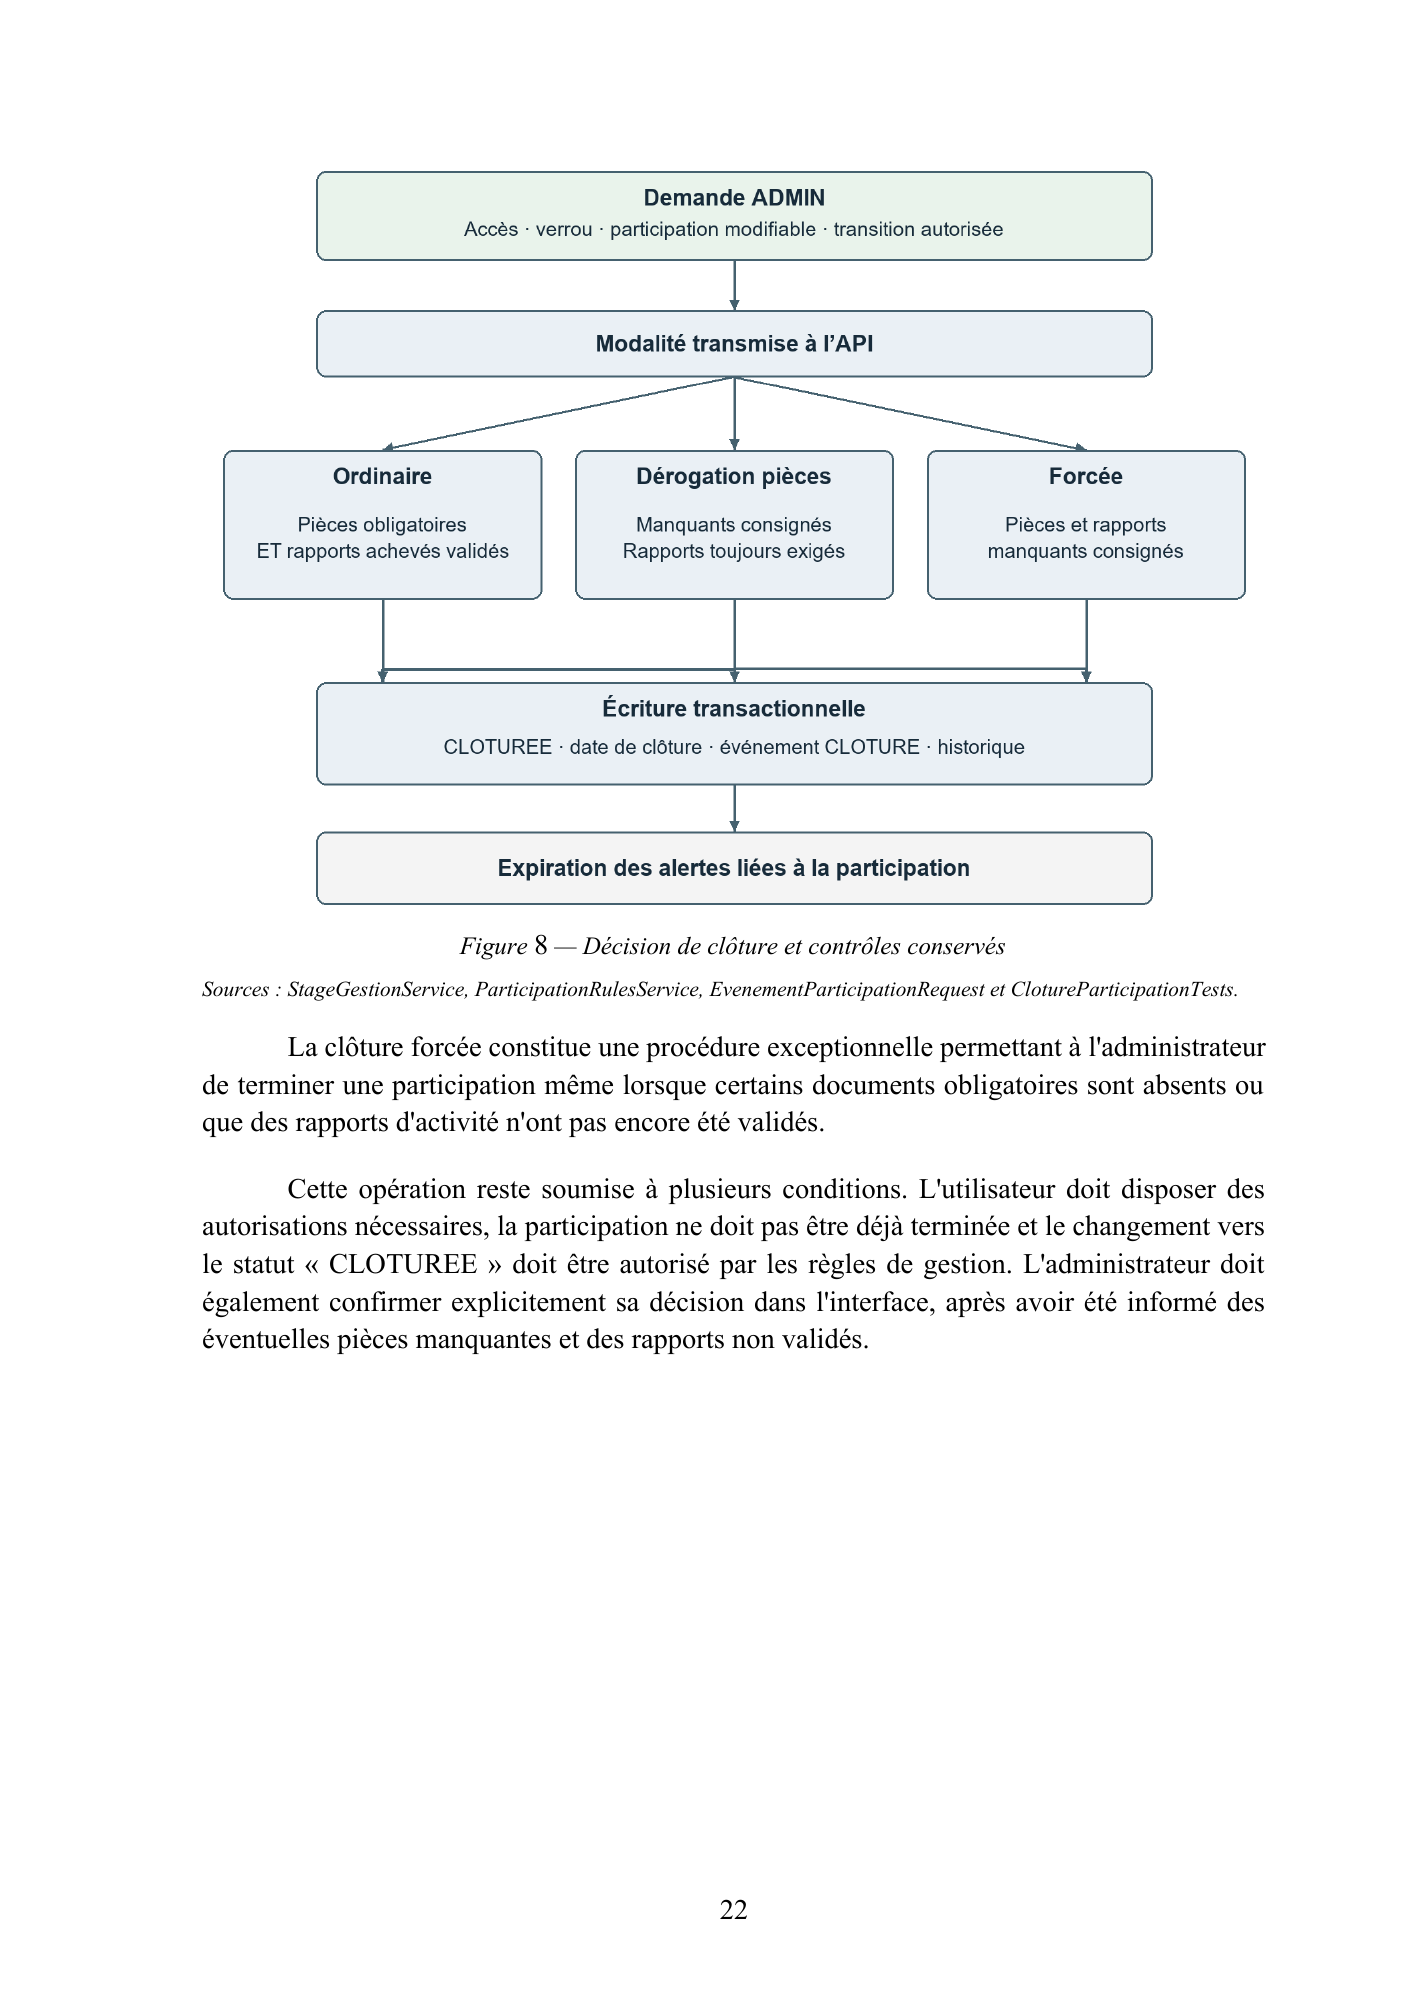 Demande ADMIN
Accès · verrou · participation modifiable · transition autorisée
Modalité transmise à l’API
Ordinaire
Pièces obligatoires
ET rapports achevés validés
Dérogation pièces
Manquants consignés
Rapports toujours exigés
Forcée
Pièces et rapports
manquants consignés
Écriture transactionnelle
CLOTUREE · date de clôture · événement CLOTURE · historique
Expiration des alertes liées à la participation
Figure 8 — Décision de clôture et contrôles conservés
Sources : StageGestionService, ParticipationRulesService, EvenementParticipationRequest et ClotureParticipationTests.
La clôture forcée constitue une procédure exceptionnelle permettant à l'administrateur
de terminer une participation même lorsque certains documents obligatoires sont absents ou
que des rapports d'activité n'ont pas encore été validés.
Cette opération reste soumise à plusieurs conditions. L'utilisateur doit disposer des
autorisations nécessaires, la participation ne doit pas être déjà terminée et le changement vers
le statut « CLOTUREE » doit être autorisé par les règles de gestion. L'administrateur doit
également confirmer explicitement sa décision dans l'interface, après avoir été informé des
éventuelles pièces manquantes et des rapports non validés.
22